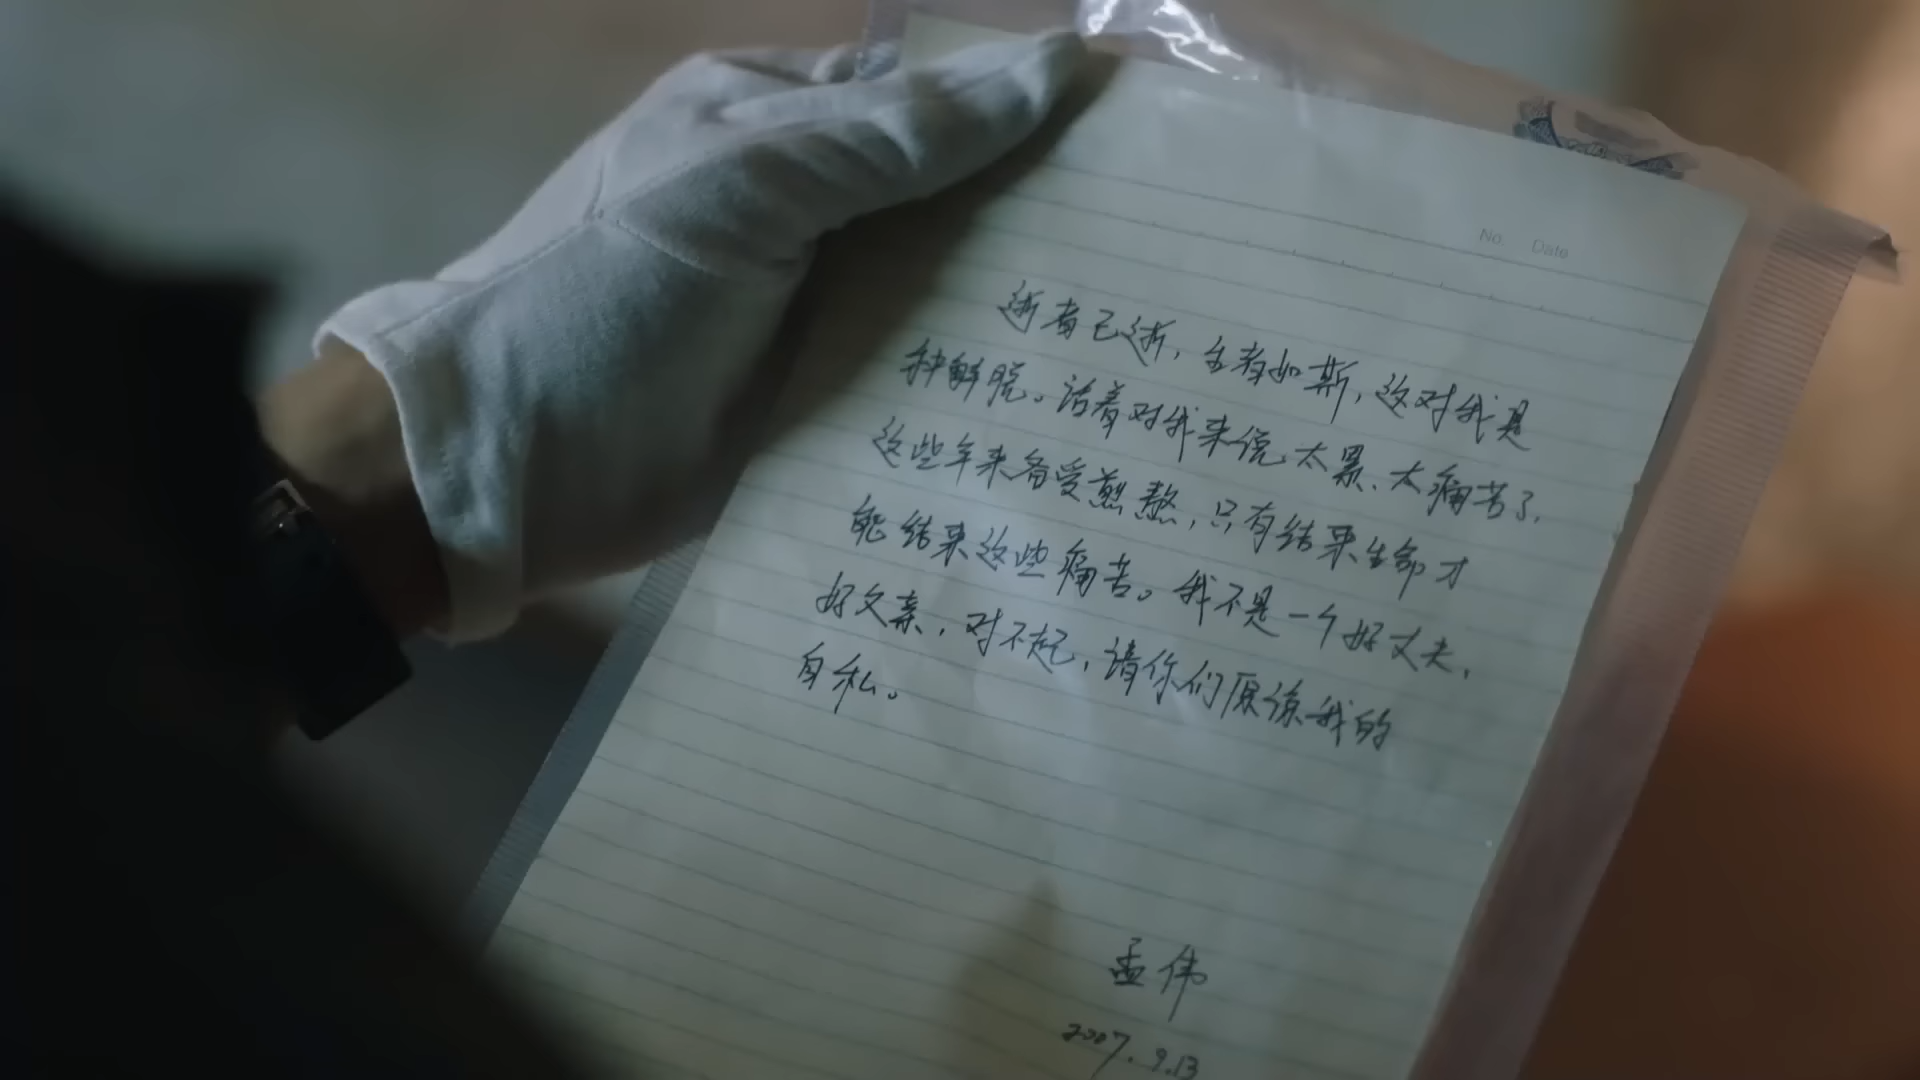 No. Date
逝者已逝，生者如斯，这对我是
种解脱。活着对我来说太累、太痛苦了，
这些年来备受煎熬，只有结束生命才
能结束这些痛苦。我不是一个好丈夫、
好父亲，对不起，请你们原谅我的
自私。
孟伟
2007.9.13